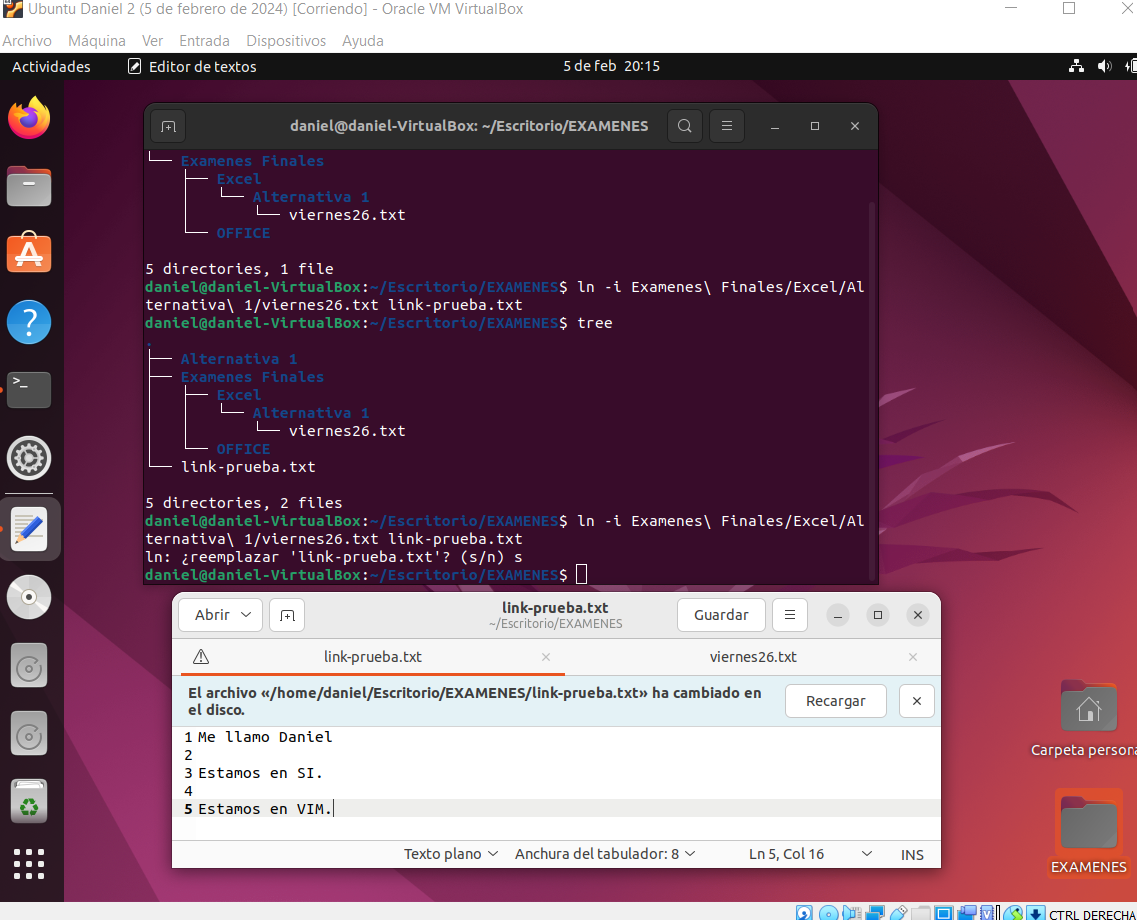 Ubuntu Daniel 2 (5 de febrero de 2024) [Corriendo] - Oracle VM VirtualBox
Archivo Máquina Ver Entrada Dispositivos Ayuda
Actividades Editor de textos 5 de feb 20:15
daniel@daniel-VirtualBox: ~/Escritorio/EXAMENES
Examenes Finales
Excel
Alternativa 1
viernes26.txt
OFFICE
5 directories, 1 file
daniel@daniel-VirtualBox:~/Escritorio/EXAMENES$ ln -i Examenes\ Finales/Excel/Al
ternativa\ 1/viernes26.txt link-prueba.txt
daniel@daniel-VirtualBox:~/Escritorio/EXAMENES$ tree
.
Alternativa 1
Examenes Finales
Excel
Alternativa 1
viernes26.txt
OFFICE
link-prueba.txt
5 directories, 2 files
daniel@daniel-VirtualBox:~/Escritorio/EXAMENES$ ln -i Examenes\ Finales/Excel/Al
ternativa\ 1/viernes26.txt link-prueba.txt
ln: ¿reemplazar 'link-prueba.txt'? (s/n) s
daniel@daniel-VirtualBox:~/Escritorio/EXAMENES$
Abrir link-prueba.txt Guardar
~/Escritorio/EXAMENES
link-prueba.txt viernes26.txt
El archivo «/home/daniel/Escritorio/EXAMENES/link-prueba.txt» ha cambiado en
el disco.
Recargar
1 Me llamo Daniel
2
3 Estamos en SI.
4
5 Estamos en VIM.
Texto plano Anchura del tabulador: 8 Ln 5, Col 16 INS
Carpeta persona
EXAMENES
CTRL DERECHA